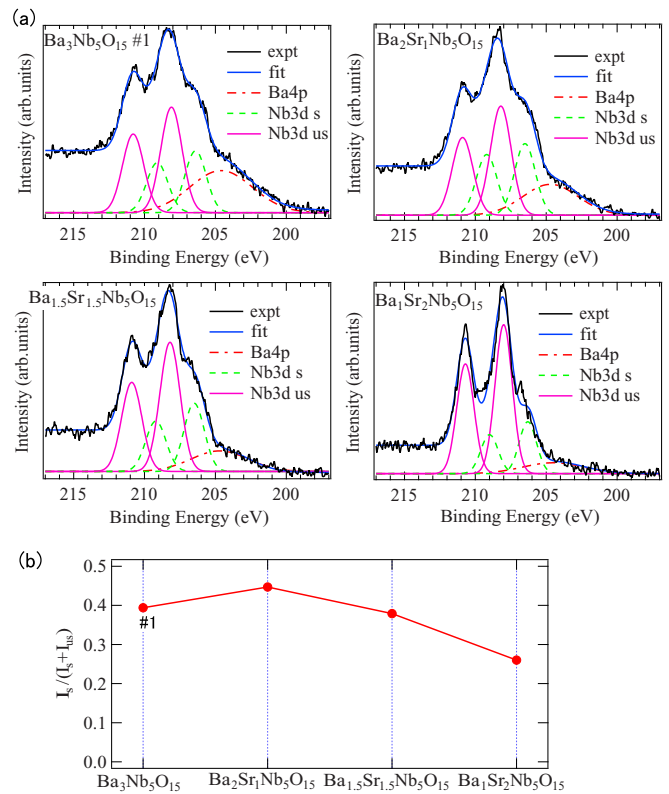 (a)
Ba3Nb5O15 #1
expt
fit
Ba4p
Nb3d s
Nb3d us
Intensity (arb.units)
215
210
205
200
Binding Energy (eV)
Ba2Sr1Nb5O15
expt
fit
Ba4p
Nb3d s
Nb3d us
Intensity (arb.units)
215
210
205
200
Binding Energy (eV)
Ba1.5Sr1.5Nb5O15
expt
fit
Ba4p
Nb3d s
Nb3d us
Intensity (arb.units)
215
210
205
200
Binding Energy (eV)
Ba1Sr2Nb5O15
expt
fit
Ba4p
Nb3d s
Nb3d us
Intensity (arb.units)
215
210
205
200
Binding Energy (eV)
(b)
0.5
0.4
0.3
0.2
0.1
0.0
Is/(Is+Ius)
#1
Ba3Nb5O15
Ba2Sr1Nb5O15
Ba1.5Sr1.5Nb5O15
Ba1Sr2Nb5O15